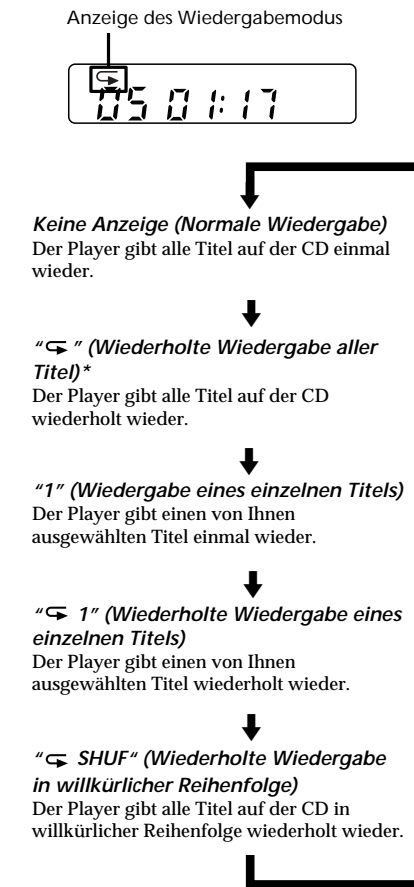 Anzeige des Wiedergabemodus
05 01:17
Keine Anzeige (Normale Wiedergabe)
Der Player gibt alle Titel auf der CD einmal
wieder.
“ ” (Wiederholte Wiedergabe aller
Titel)*
Der Player gibt alle Titel auf der CD
wiederholt wieder.
“1” (Wiedergabe eines einzelnen Titels)
Der Player gibt einen von Ihnen
ausgewählten Titel einmal wieder.
“ 1” (Wiederholte Wiedergabe eines
einzelnen Titels)
Der Player gibt einen von Ihnen
ausgewählten Titel wiederholt wieder.
“ SHUF“ (Wiederholte Wiedergabe
in willkürlicher Reihenfolge)
Der Player gibt alle Titel auf der CD in
willkürlicher Reihenfolge wiederholt wieder.